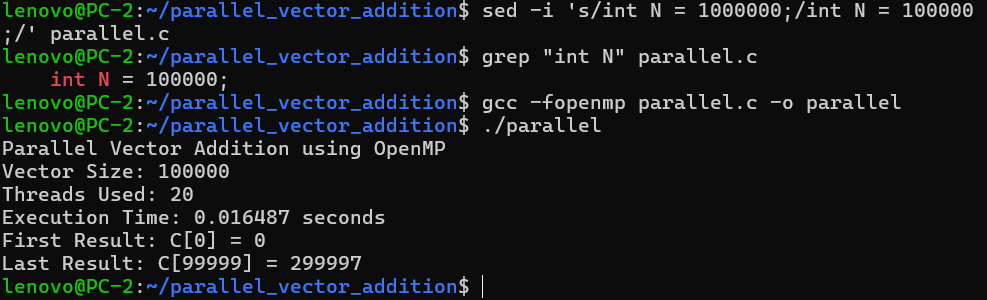 lenovo@PC-2:~/parallel_vector_addition$ sed -i 's/int N = 1000000;/int N = 100000
;/' parallel.c
lenovo@PC-2:~/parallel_vector_addition$ grep "int N" parallel.c
    int N = 100000;
lenovo@PC-2:~/parallel_vector_addition$ gcc -fopenmp parallel.c -o parallel
lenovo@PC-2:~/parallel_vector_addition$ ./parallel
Parallel Vector Addition using OpenMP
Vector Size: 100000
Threads Used: 20
Execution Time: 0.016487 seconds
First Result: C[0] = 0
Last Result: C[99999] = 299997
lenovo@PC-2:~/parallel_vector_addition$